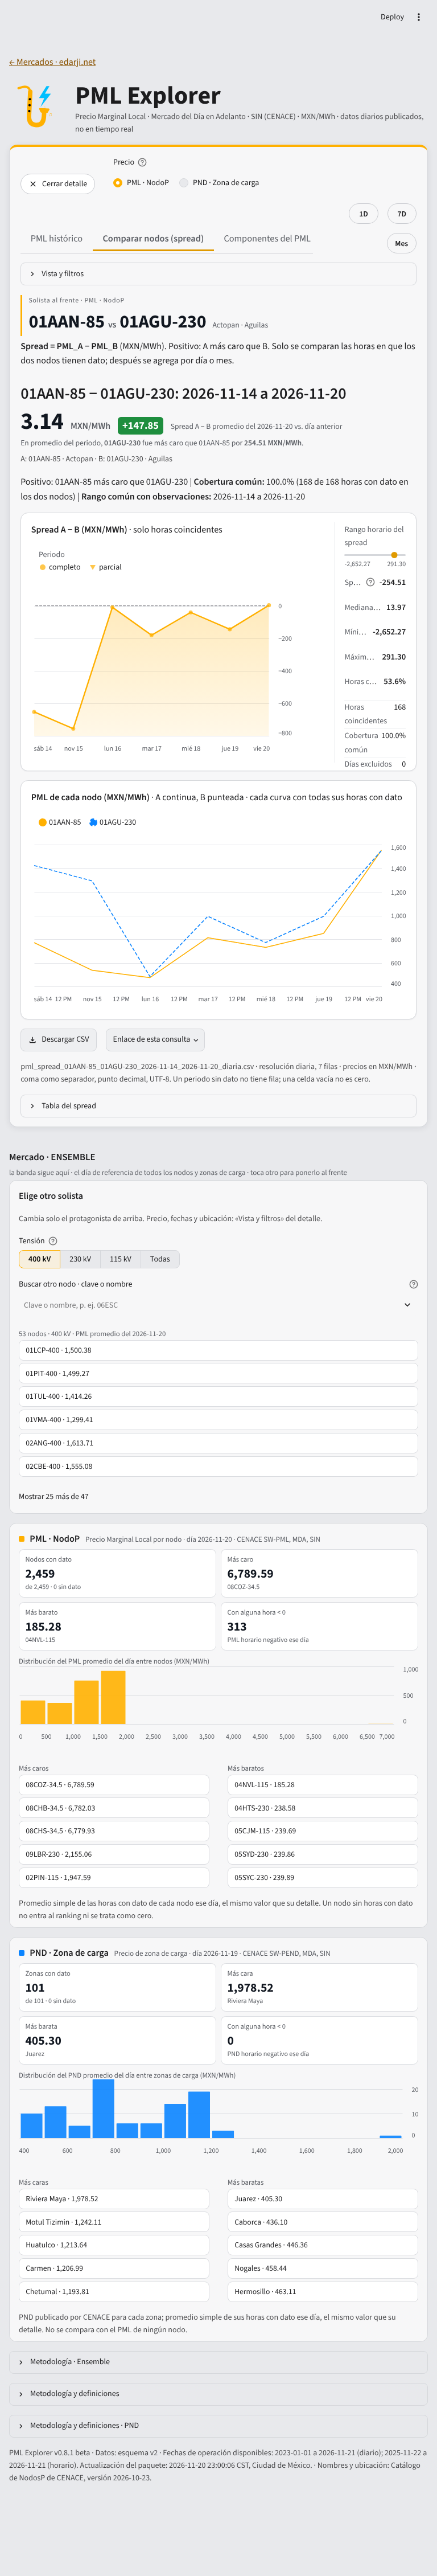 Deploy
← Mercados · edarji.net
PML Explorer
Precio Marginal Local · Mercado del Día en Adelanto · SIN (CENACE) · MXN/MWh · datos diarios publicados,
no en tiempo real
Precio
Cerrar detalle
PML · NodoP
PND · Zona de carga
1D
7D
PML histórico
Comparar nodos (spread)
Componentes del PML
Mes
Vista y filtros
Solista al frente · PML · NodoP
01AAN-85 vs 01AGU-230 Actopan · Aguilas
Spread = PML_A − PML_B (MXN/MWh). Positivo: A más caro que B. Solo se comparan las horas en que los
dos nodos tienen dato; después se agrega por día o mes.
01AAN-85 − 01AGU-230: 2026-11-14 a 2026-11-20
3.14 MXN/MWh +147.85 Spread A − B promedio del 2026-11-20 vs. día anterior
En promedio del periodo, 01AGU-230 fue más caro que 01AAN-85 por 254.51 MXN/MWh.
A: 01AAN-85 · Actopan · B: 01AGU-230 · Aguilas
Positivo: 01AAN-85 más caro que 01AGU-230 | Cobertura común: 100.0% (168 de 168 horas con dato en
los dos nodos) | Rango común con observaciones: 2026-11-14 a 2026-11-20
Spread A − B (MXN/MWh) · solo horas coincidentes
Periodo
completo
parcial
0
−200
−400
−600
−800
sáb 14
nov 15
lun 16
mar 17
mié 18
jue 19
vie 20
Rango horario del
spread
-2,652.27
291.30
Sp… -254.51
Mediana… 13.97
Míni… -2,652.27
Máxim… 291.30
Horas c… 53.6%
Horas 168
coincidentes
Cobertura 100.0%
común
Días excluidos 0
PML de cada nodo (MXN/MWh) · A continua, B punteada · cada curva con todas sus horas con dato
01AAN-85
01AGU-230
1,600
1,400
1,200
1,000
800
600
400
sáb 14
12 PM
nov 15
12 PM
lun 16
12 PM
mar 17
12 PM
mié 18
12 PM
jue 19
12 PM
vie 20
Descargar CSV
Enlace de esta consulta
pml_spread_01AAN-85_01AGU-230_2026-11-14_2026-11-20_diaria.csv · resolución diaria, 7 filas · precios en MXN/MWh ·
coma como separador, punto decimal, UTF-8. Un periodo sin dato no tiene fila; una celda vacía no es cero.
Tabla del spread
Mercado · ENSEMBLE
la banda sigue aquí · el día de referencia de todos los nodos y zonas de carga · toca otro para ponerlo al frente
Elige otro solista
Cambia solo el protagonista de arriba. Precio, fechas y ubicación: «Vista y filtros» del detalle.
Tensión
400 kV
230 kV
115 kV
Todas
Buscar otro nodo · clave o nombre
Clave o nombre, p. ej. 06ESC
53 nodos · 400 kV · PML promedio del 2026-11-20
01LCP-400 · 1,500.38
01PIT-400 · 1,499.27
01TUL-400 · 1,414.26
01VMA-400 · 1,299.41
02ANG-400 · 1,613.71
02CBE-400 · 1,555.08
Mostrar 25 más de 47
PML · NodoP Precio Marginal Local por nodo · día 2026-11-20 · CENACE SW-PML, MDA, SIN
Nodos con dato
2,459
de 2,459 · 0 sin dato
Más caro
6,789.59
08COZ-34.5
Más barato
185.28
04NVL-115
Con alguna hora < 0
313
PML horario negativo ese día
Distribución del PML promedio del día entre nodos (MXN/MWh)
1,000
500
0
0
500
1,000
1,500
2,000
2,500
3,000
3,500
4,000
4,500
5,000
5,500
6,000
6,500
7,000
Más caros
08COZ-34.5 · 6,789.59
08CHB-34.5 · 6,782.03
08CHS-34.5 · 6,779.93
09LBR-230 · 2,155.06
02PIN-115 · 1,947.59
Más baratos
04NVL-115 · 185.28
04HTS-230 · 238.58
05CJM-115 · 239.69
05SYD-230 · 239.86
05SYC-230 · 239.89
Promedio simple de las horas con dato de cada nodo ese día, el mismo valor que su detalle. Un nodo sin horas con dato
no entra al ranking ni se trata como cero.
PND · Zona de carga Precio de zona de carga · día 2026-11-19 · CENACE SW-PEND, MDA, SIN
Zonas con dato
101
de 101 · 0 sin dato
Más cara
1,978.52
Riviera Maya
Más barata
405.30
Juarez
Con alguna hora < 0
0
PND horario negativo ese día
Distribución del PND promedio del día entre zonas de carga (MXN/MWh)
20
10
0
400
600
800
1,000
1,200
1,400
1,600
1,800
2,000
Más caras
Riviera Maya · 1,978.52
Motul Tizimin · 1,242.11
Huatulco · 1,213.64
Carmen · 1,206.99
Chetumal · 1,193.81
Más baratas
Juarez · 405.30
Caborca · 436.10
Casas Grandes · 446.36
Nogales · 458.44
Hermosillo · 463.11
PND publicado por CENACE para cada zona; promedio simple de sus horas con dato ese día, el mismo valor que su
detalle. No se compara con el PML de ningún nodo.
Metodología · Ensemble
Metodología y definiciones
Metodología y definiciones · PND
PML Explorer v0.8.1 beta · Datos: esquema v2 · Fechas de operación disponibles: 2023-01-01 a 2026-11-21 (diario); 2025-11-22 a
2026-11-21 (horario). Actualización del paquete: 2026-11-20 23:00:06 CST, Ciudad de México. · Nombres y ubicación: Catálogo
de NodosP de CENACE, versión 2026-10-23.